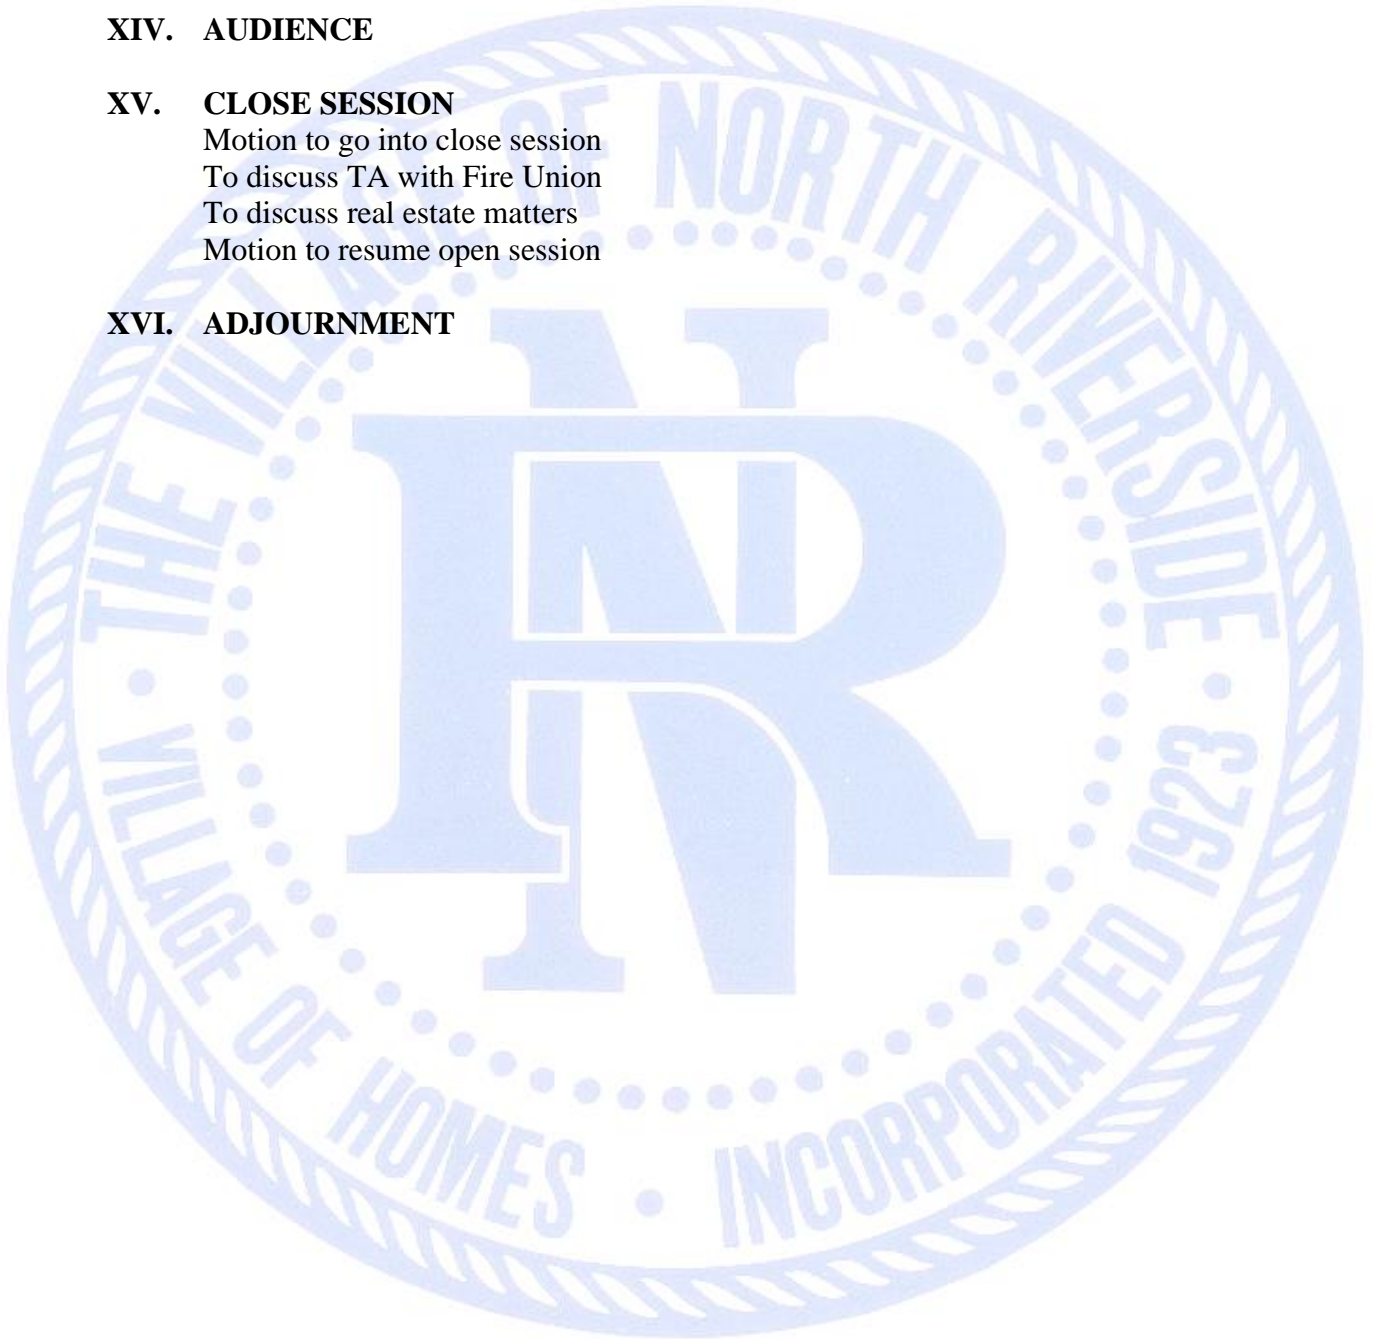 XIV. AUDIENCE
XV. CLOSE SESSION
Motion to go into close session
To discuss TA with Fire Union
To discuss real estate matters
Motion to resume open session
XVI. ADJOURNMENT
THE VILLAGE OF NORTH RIVERSIDE
NR
VILLAGE OF HOMES • INCORPORATED 1923